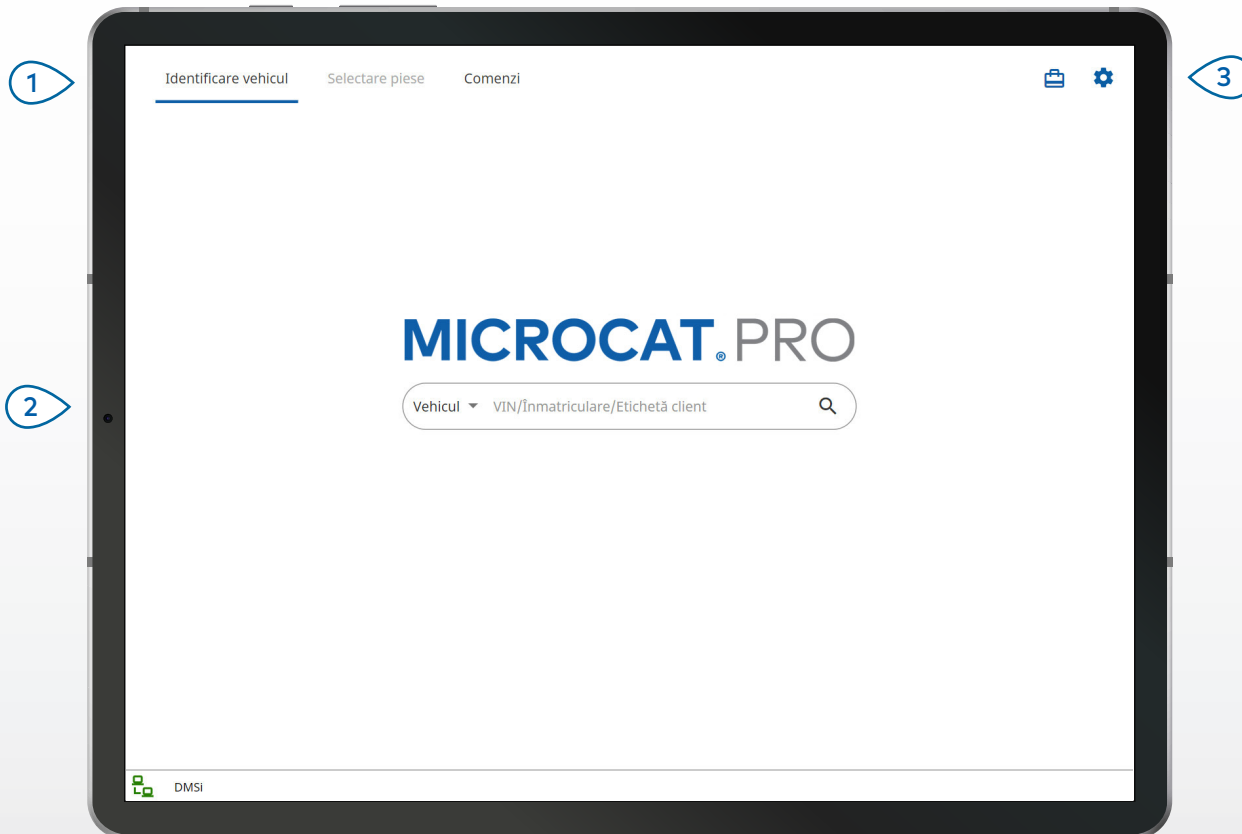 1
Identificare vehicul
Selectare piese
Comenzi
3
MICROCAT®PRO
2
Vehicul
VIN/Înmatriculare/Etichetă client
DMSi